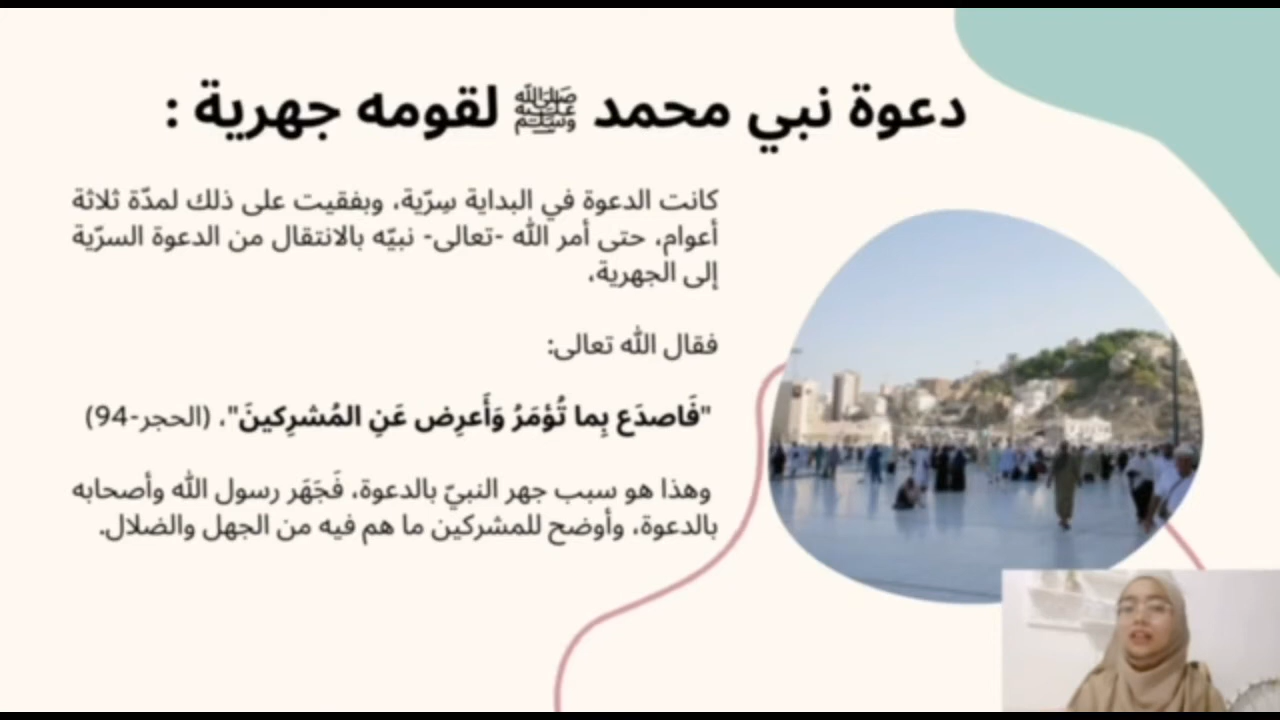 دعوة نبي محمد ﷺ لقومه جهرية :
كانت الدعوة في البداية سِرّية، وبفقيت على ذلك لمدّة ثلاثة
أعوام، حتى أمر الله -تعالى- نبيّه بالانتقال من الدعوة السرّية
إلى الجهرية،
فقال الله تعالى:
"فَاصدَع بِما تُؤمَرُ وَأَعرِض عَنِ المُشرِكينَ"، (الحجر-94)
وهذا هو سبب جهر النبيّ بالدعوة، فَجَهَر رسول الله وأصحابه
بالدعوة، وأوضح للمشركين ما هم فيه من الجهل والضلال.